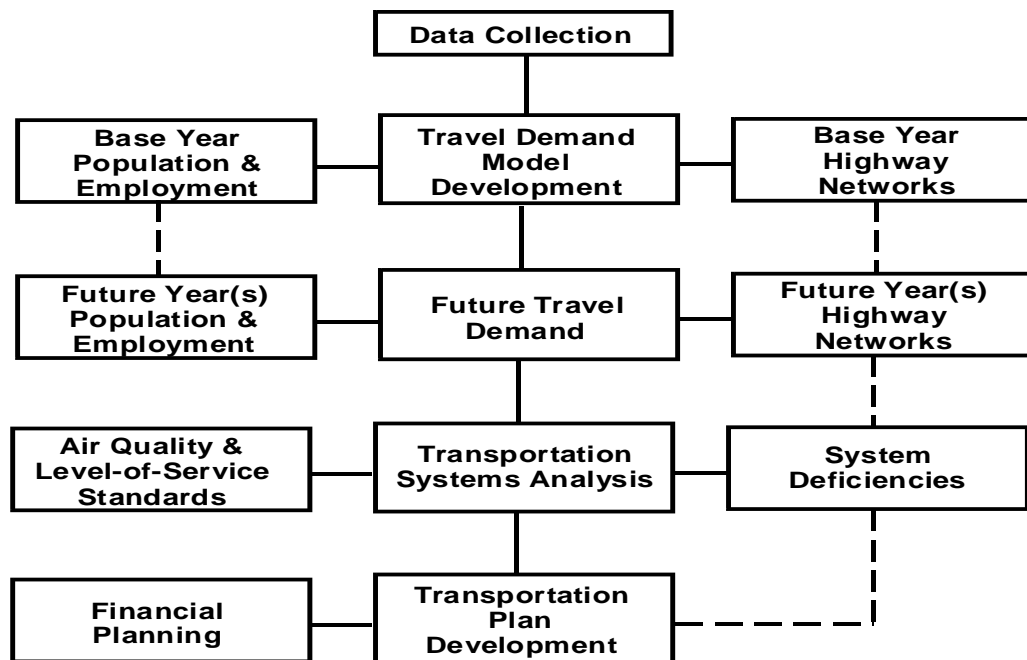 Data Collection
Base Year
Population &
Employment
Travel Demand
Model
Development
Base Year
Highway
Networks
Future Year(s)
Population &
Employment
Future Travel
Demand
Future Year(s)
Highway
Networks
Air Quality &
Level-of-Service
Standards
Transportation
Systems Analysis
System
Deficiencies
Financial
Planning
Transportation
Plan
Development